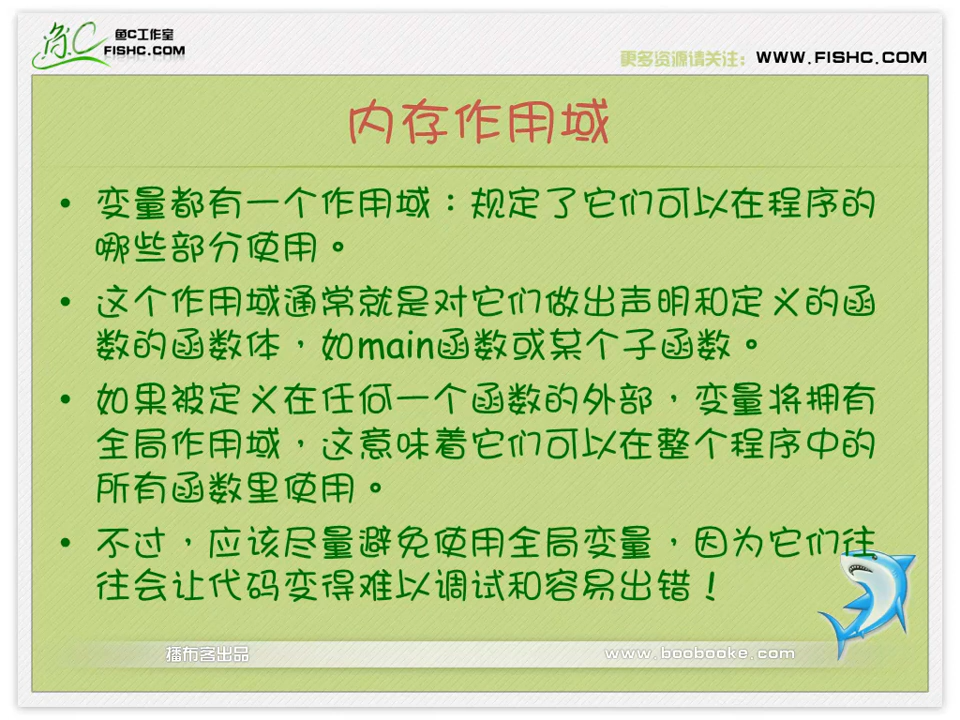 鱼C
鱼C工作室
FISHC.COM
更多资源请关注：WWW.FISHC.COM
内存作用域
• 变量都有一个作用域：规定了它们可以在程序的
哪些部分使用。
• 这个作用域通常就是对它们做出声明和定义的函
数的函数体，如main函数或某个子函数。
• 如果被定义在任何一个函数的外部，变量将拥有
全局作用域，这意味着它们可以在整个程序中的
所有函数里使用。
• 不过，应该尽量避免使用全局变量，因为它们往
往会让代码变得难以调试和容易出错！
播布客出品
www.boobooke.com